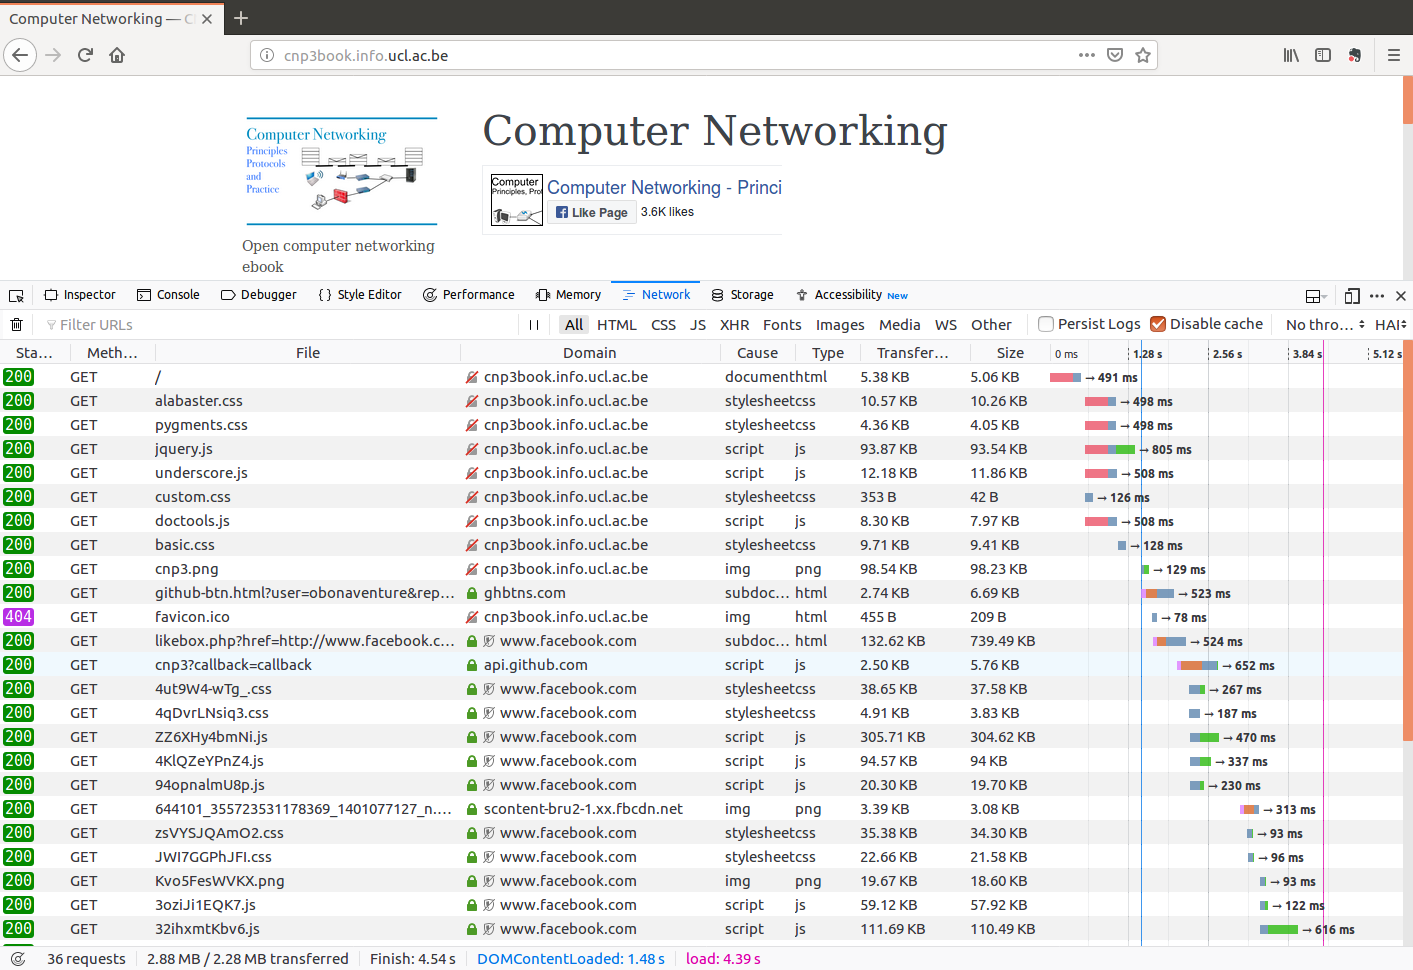 Computer Networking — C
cnp3book.info.ucl.ac.be
Computer Networking
Principles
Protocols
and
Practice
Open computer networking
ebook
Computer Networking
Computer
Principles, Pro
Computer Networking - Princi
Like Page 3.6K likes
Inspector Console Debugger Style Editor Performance Memory Network Storage Accessibility New
Filter URLs All HTML CSS JS XHR Fonts Images Media WS Other Persist Logs Disable cache No thro... HAR
Sta... Meth... File Domain Cause Type Transfer... Size 0 ms 1.28 s 2.56 s 3.84 s 5.12 s
200 GET / cnp3book.info.ucl.ac.be document html 5.38 KB 5.06 KB → 491 ms
200 GET alabaster.css cnp3book.info.ucl.ac.be stylesheet css 10.57 KB 10.26 KB → 498 ms
200 GET pygments.css cnp3book.info.ucl.ac.be stylesheet css 4.36 KB 4.05 KB → 498 ms
200 GET jquery.js cnp3book.info.ucl.ac.be script js 93.87 KB 93.54 KB → 805 ms
200 GET underscore.js cnp3book.info.ucl.ac.be script js 12.18 KB 11.86 KB → 508 ms
200 GET custom.css cnp3book.info.ucl.ac.be stylesheet css 353 B 42 B → 126 ms
200 GET doctools.js cnp3book.info.ucl.ac.be script js 8.30 KB 7.97 KB → 508 ms
200 GET basic.css cnp3book.info.ucl.ac.be stylesheet css 9.71 KB 9.41 KB → 128 ms
200 GET cnp3.png cnp3book.info.ucl.ac.be img png 98.54 KB 98.23 KB → 129 ms
200 GET github-btn.html?user=obonaventure&rep... ghbtns.com subdoc... html 2.74 KB 6.69 KB → 523 ms
404 GET favicon.ico cnp3book.info.ucl.ac.be img html 455 B 209 B → 78 ms
200 GET likebox.php?href=http://www.facebook.c... www.facebook.com subdoc... html 132.62 KB 739.49 KB → 524 ms
200 GET cnp3?callback=callback api.github.com script js 2.50 KB 5.76 KB → 652 ms
200 GET 4ut9W4-wTg_.css www.facebook.com stylesheet css 38.65 KB 37.58 KB → 267 ms
200 GET 4qDvrLNsiq3.css www.facebook.com stylesheet css 4.91 KB 3.83 KB → 187 ms
200 GET ZZ6XHy4bmNi.js www.facebook.com script js 305.71 KB 304.62 KB → 470 ms
200 GET 4KlQZeYPnZ4.js www.facebook.com script js 94.57 KB 94 KB → 337 ms
200 GET 94opnalmU8p.js www.facebook.com script js 20.30 KB 19.70 KB → 230 ms
200 GET 644101_355723531178369_1401077127_n.... scontent-bru2-1.xx.fbcdn.net img png 3.39 KB 3.08 KB → 313 ms
200 GET zsVYSJQAmO2.css www.facebook.com stylesheet css 35.38 KB 34.30 KB → 93 ms
200 GET JWI7GGPhJFI.css www.facebook.com stylesheet css 22.66 KB 21.58 KB → 96 ms
200 GET Kvo5FesWVKX.png www.facebook.com img png 19.67 KB 18.60 KB → 93 ms
200 GET 3oziJi1EQK7.js www.facebook.com script js 59.12 KB 57.92 KB → 122 ms
200 GET 32ihxmtKbv6.js www.facebook.com script js 111.69 KB 110.49 KB → 616 ms
36 requests 2.88 MB / 2.28 MB transferred Finish: 4.54 s DOMContentLoaded: 1.48 s load: 4.39 s